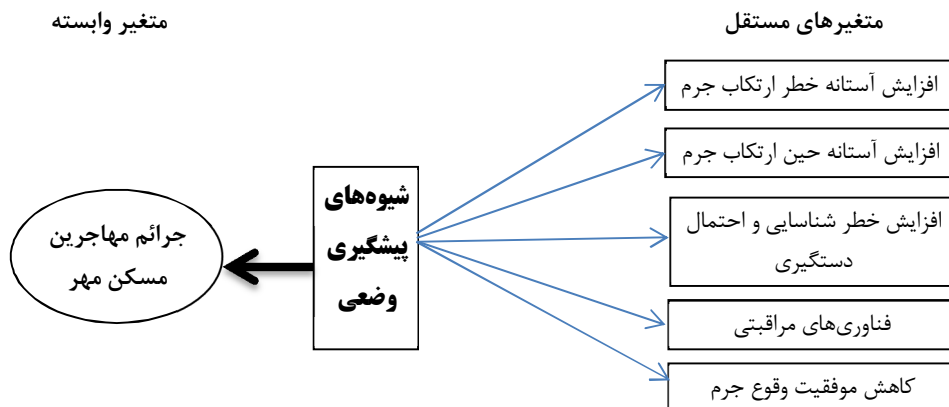 متغیرهای مستقل
متغیر وابسته
افزایش آستانه خطر ارتکاب جرم
افزایش آستانه حین ارتکاب جرم
افزایش خطر شناسایی و احتمال
دستگیری
فناوری‌های مراقبتی
کاهش موفقیت وقوع جرم
شیوه‌های
پیشگیری
وضعی
جرائم مهاجرین
مسکن مهر